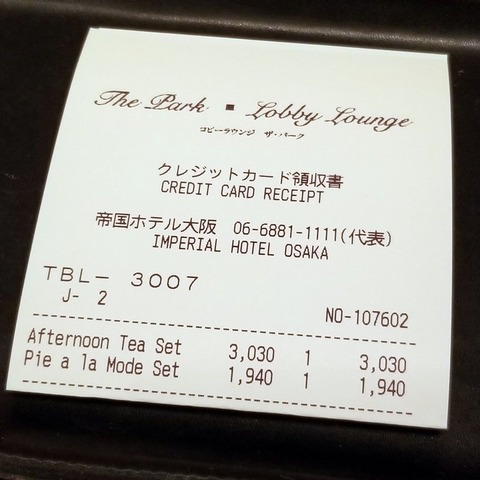 The Park ▪ Lobby Lounge
ロビーラウンジ ザ・パーク
クレジットカード領収書
CREDIT CARD RECEIPT
帝国ホテル大阪 06-6881-1111(代表)
IMPERIAL HOTEL OSAKA
TBL− 3007
J- 2
NO-107602
Afternoon Tea Set 3,030 1 3,030
Pie a la Mode Set 1,940 1 1,940